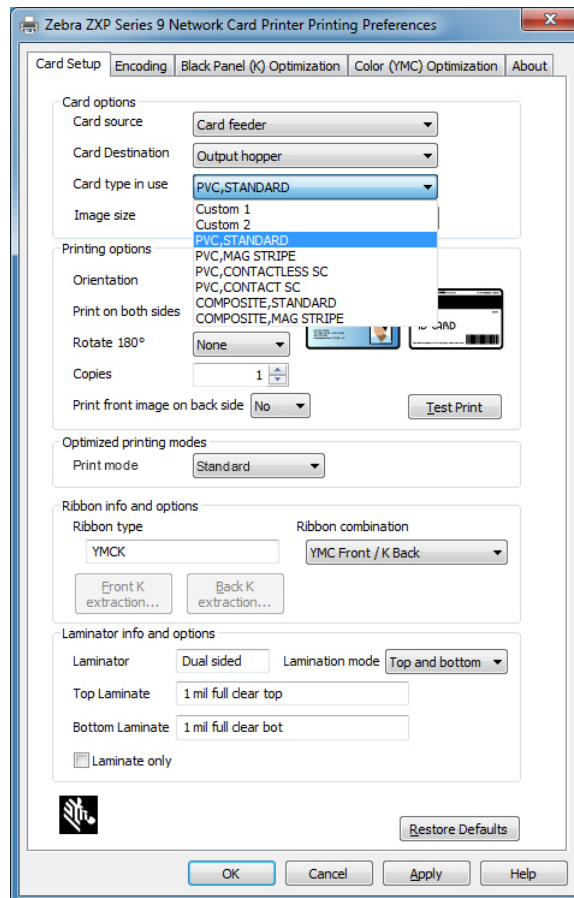 Zebra ZXP Series 9 Network Card Printer Printing Preferences
Card Setup Encoding Black Panel (K) Optimization Color (YMC) Optimization About
Card options
Card source Card feeder
Card Destination Output hopper
Card type in use PVC,STANDARD
Image size
Custom 1
Custom 2
PVC,STANDARD
PVC,MAG STRIPE
PVC,CONTACTLESS SC
PVC,CONTACT SC
COMPOSITE,STANDARD
COMPOSITE,MAG STRIPE
Printing options
Orientation
Print on both sides
ID CARD
Rotate 180° None
Copies 1
Print front image on back side No Test Print
Optimized printing modes
Print mode Standard
Ribbon info and options
Ribbon type Ribbon combination
YMCK YMC Front / K Back
Front K extraction... Back K extraction...
Laminator info and options
Laminator Dual sided Lamination mode Top and bottom
Top Laminate 1 mil full clear top
Bottom Laminate 1 mil full clear bot
Laminate only
Restore Defaults
OK Cancel Apply Help